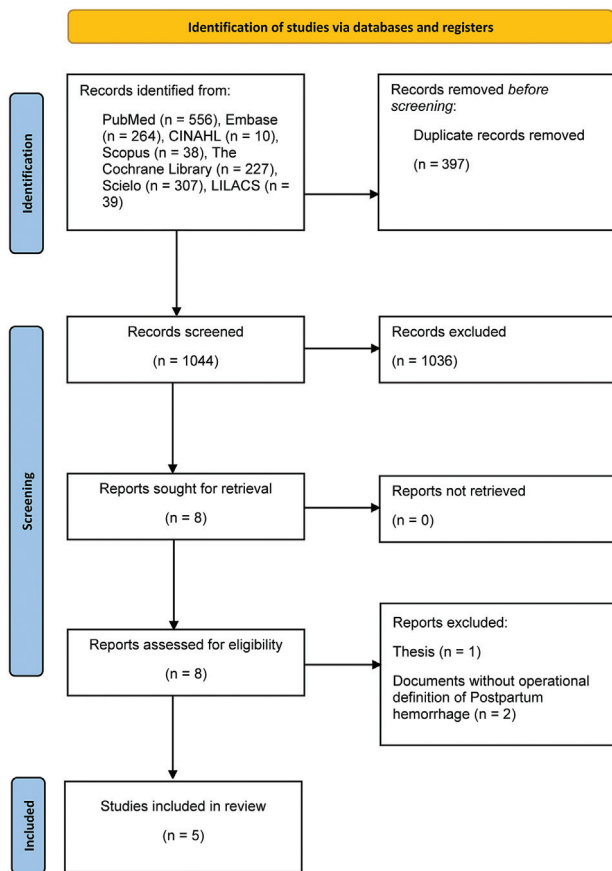 Identification of studies via databases and registers
Identification
Records identified from:
PubMed (n = 556), Embase
(n = 264), CINAHL (n = 10),
Scopus (n = 38), The
Cochrane Library (n = 227),
Scielo (n = 307), LILACS (n =
39)
Records removed before
screening:
Duplicate records removed
(n = 397)
Screening
Records screened
(n = 1044)
Records excluded
(n = 1036)
Reports sought for retrieval
(n = 8)
Reports not retrieved
(n = 0)
Reports assessed for eligibility
(n = 8)
Reports excluded:
Thesis (n = 1)
Documents without operational
definition of Postpartum
hemorrhage (n = 2)
Included
Studies included in review
(n = 5)